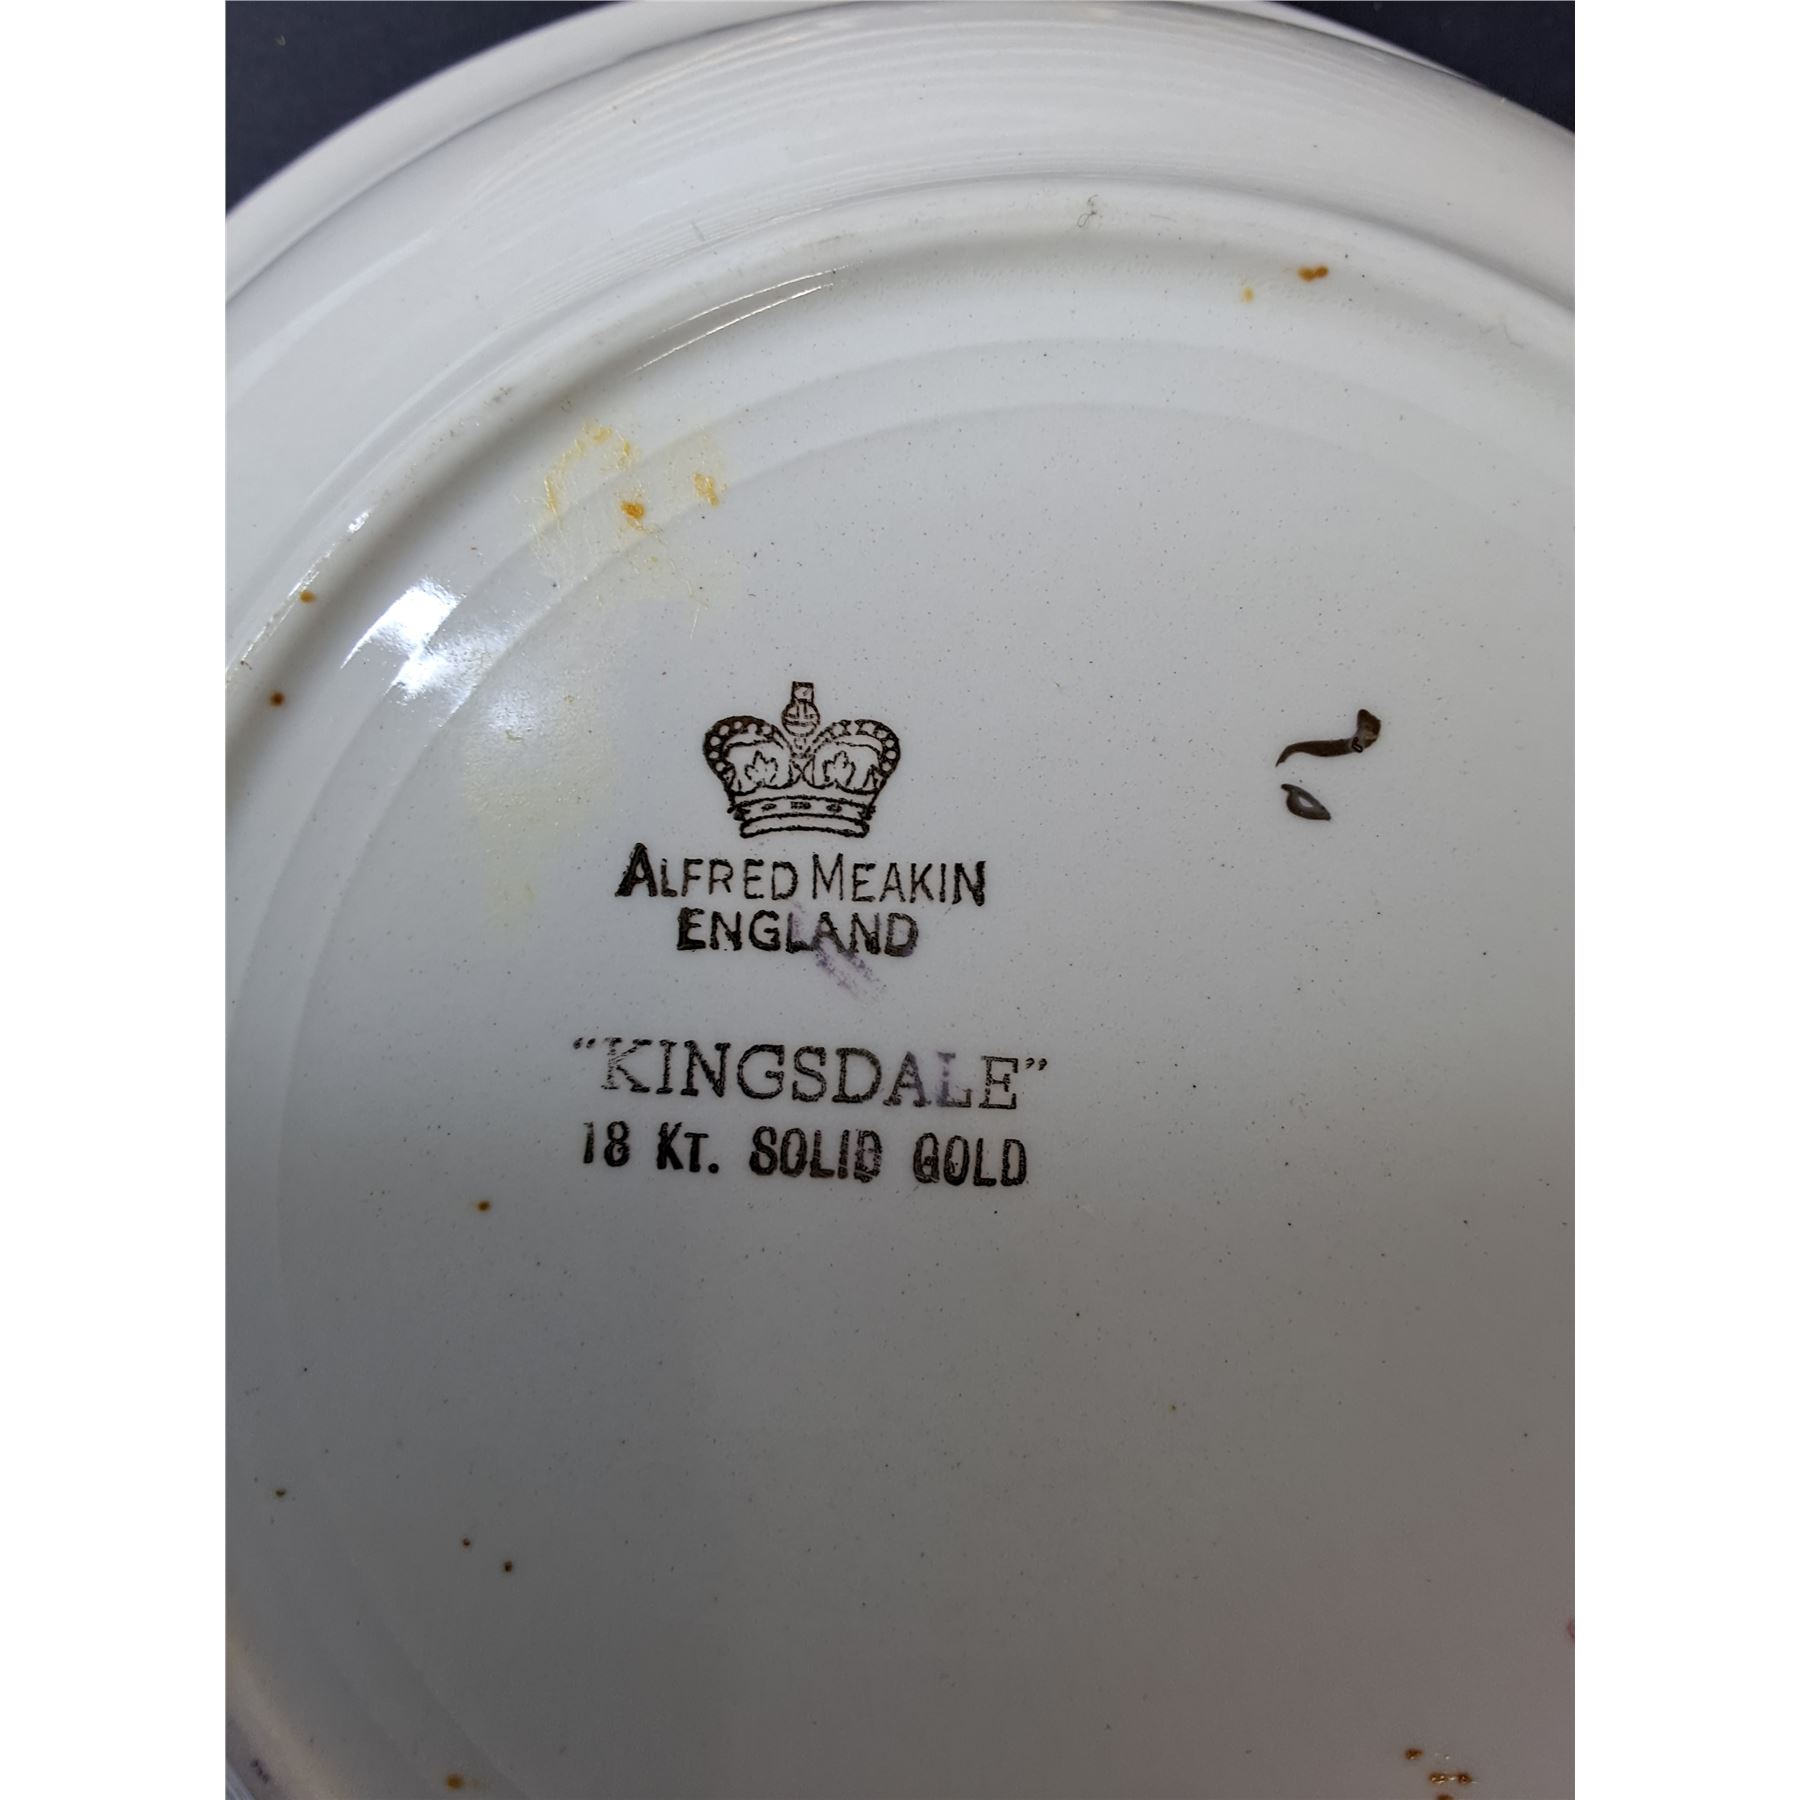 ALFRED MEAKIN
ENGLAND
"KINGSDALE"
18 KT. SOLID GOLD